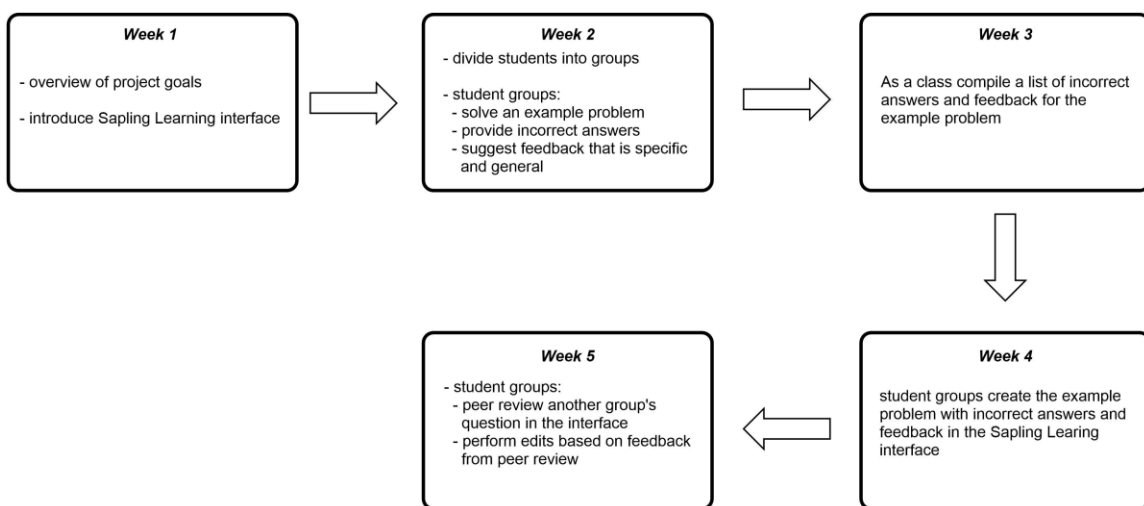 Week 1
- overview of project goals
- introduce Sapling Learning interface
Week 2
- divide students into groups
- student groups:
- solve an example problem
- provide incorrect answers
- suggest feedback that is specific
and general
Week 3
As a class compile a list of incorrect
answers and feedback for the
example problem
Week 4
student groups create the example
problem with incorrect answers and
feedback in the Sapling Learing
interface
Week 5
- student groups:
- peer review another group's
question in the interface
- perform edits based on feedback
from peer review